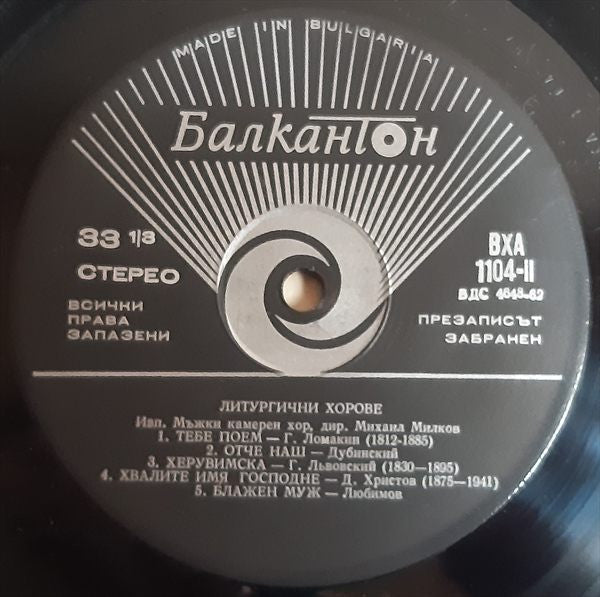 MADE IN BULGARIA
Балкантон
33 1/3
СТЕРЕО
ВСИЧКИ
ПРАВА
ЗАПАЗЕНИ
ВХА
1104-II
ВДС 4648-62
ПРЕЗАПИСЪТ
ЗАБРАНЕН
ЛИТУРГИЧНИ ХОРОВЕ
Изп. Мъжки камерен хор, дир. Михаил Милков
1. ТЕБЕ ПОЕМ — Г. Ломакин (1812-1885)
2. ОТЧЕ НАШ — Дубинский
3. ХЕРУВИМСКА — Г. Львовский (1830—1895)
4. ХВАЛИТЕ ИМЯ ГОСПОДНЕ — Д. Христов (1875—1941)
5. БЛАЖЕН МУЖ — Любимов